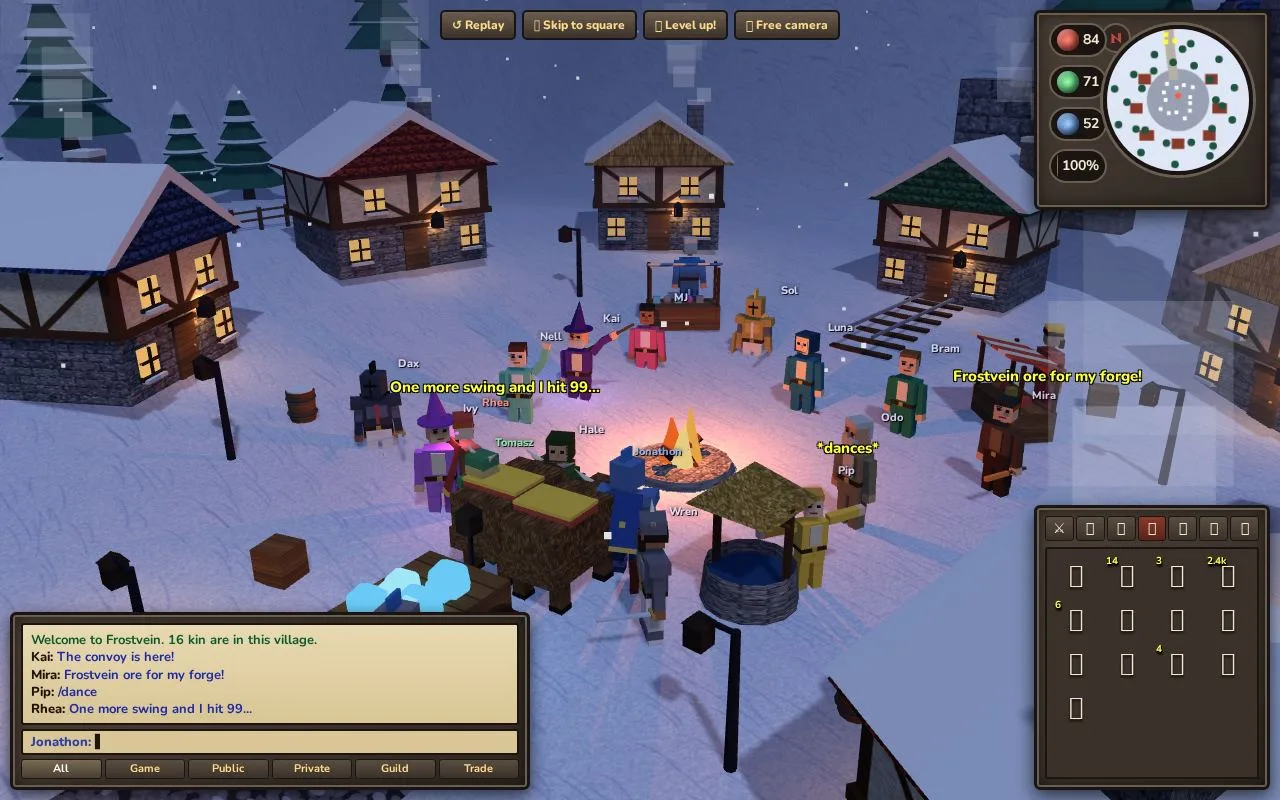 ↺ Replay
Skip to square
Level up!
Free camera
84
N
71
52
100%
MJ
Sol
Kai
Nell
Luna
Bram
Dax
One more swing and I hit 99...
Frostvein ore for my forge!
Rhea
Ivy
Mira
Odo
Hale
Tomasz
*dances*
Jonathon
Pip
Wren
14
3
2.4k
6
4
Welcome to Frostvein. 16 kin are in this village.
Kai: The convoy is here!
Mira: Frostvein ore for my forge!
Pip: /dance
Rhea: One more swing and I hit 99...
Jonathon:
All
Game
Public
Private
Guild
Trade